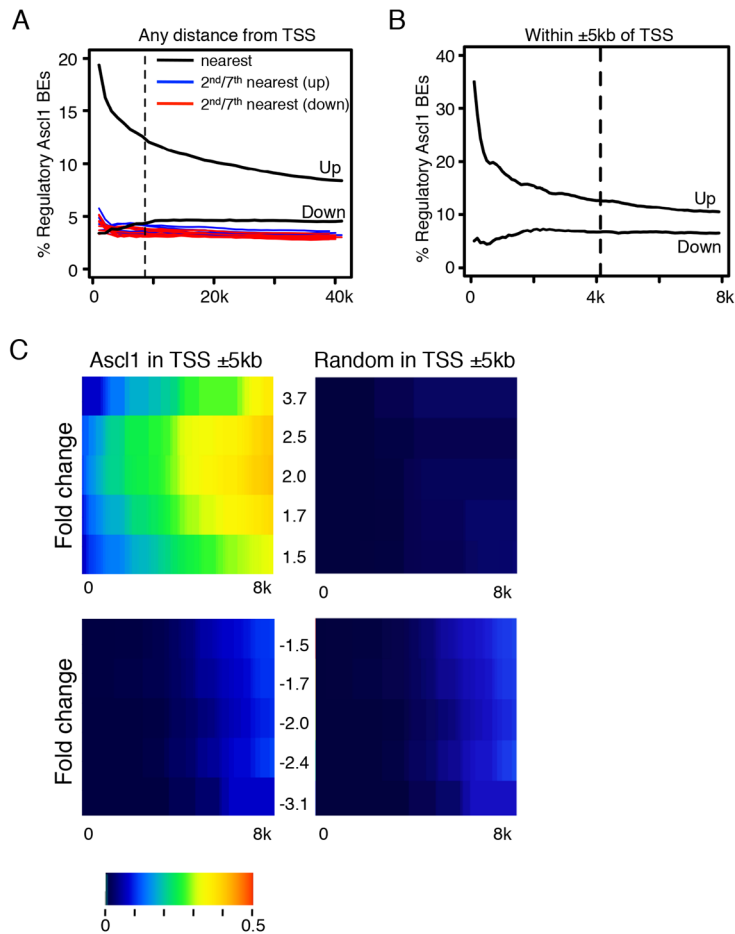 A
Any distance from TSS
% Regulatory Ascl1 BEs
20
15
10
5
0
nearest
2nd/7th nearest (up)
2nd/7th nearest (down)
Up
Down
0
20k
40k
B
Within ±5kb of TSS
% Regulatory Ascl1 BEs
40
30
20
10
0
Up
Down
0
4k
8k
C
Ascl1 in TSS ±5kb
Random in TSS ±5kb
Fold change
3.7
2.5
2.0
1.7
1.5
0
8k
0
8k
Fold change
-1.5
-1.7
-2.0
-2.4
-3.1
0
8k
0
8k
0
0.5